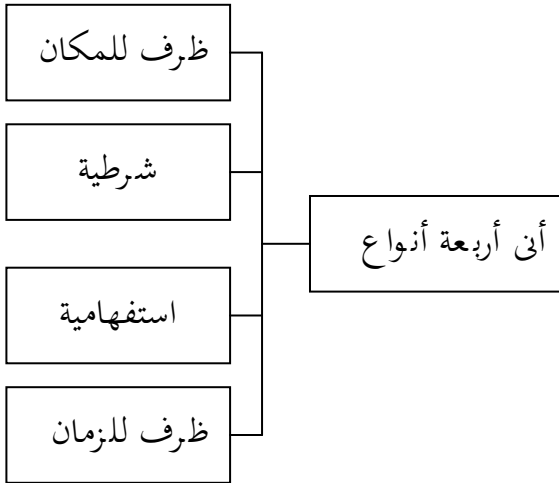 أنى أربعة أنواع
ظرف للمكان
شرطية
استفهامية
ظرف للزمان